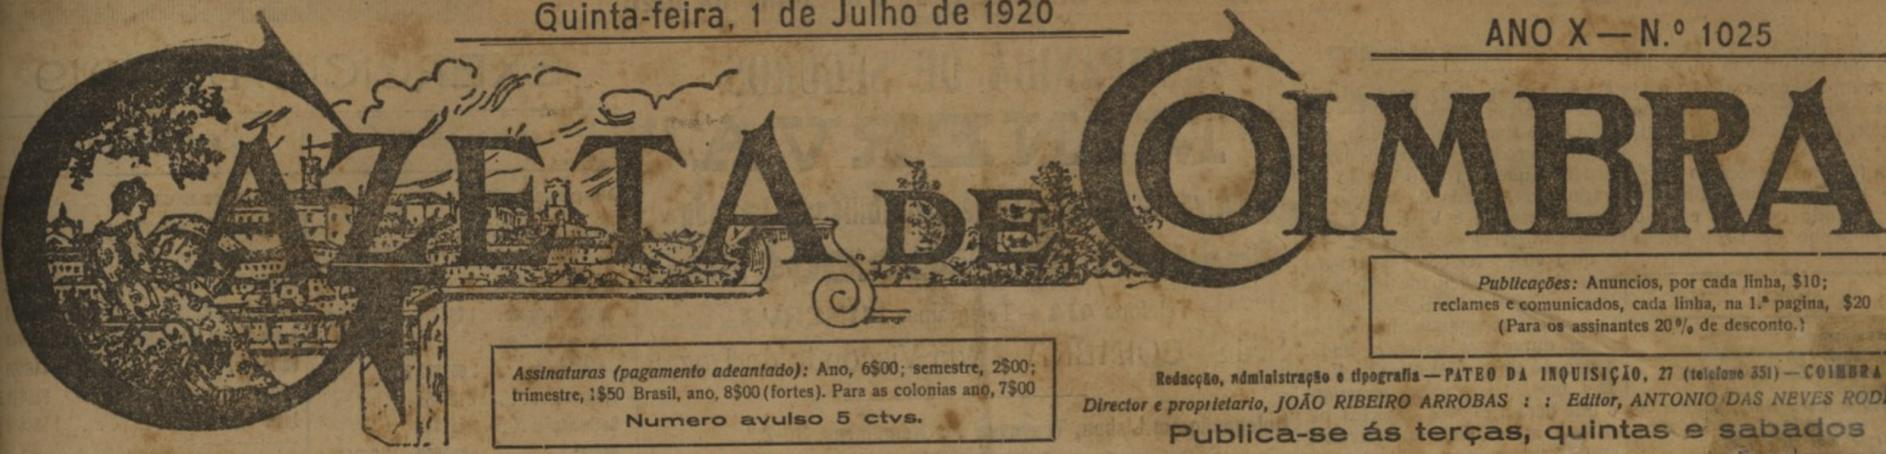 Quinta-feira, 1 de Julho de 1920
ANO X — N.º 1025
GAZETA DE COIMBRA
Publicações: Anuncios, por cada linha, $10;
reclames e comunicados, cada linha, na 1.ª pagina, $20
(Para os assinantes 20% de desconto.)
Assinaturas (pagamento adeantado): Ano, 6$00; semestre, 2$00;
trimestre, 1$50 Brasil, ano, 8$00 (fortes). Para as colonias ano, 7$00
Numero avulso 5 ctvs.
Redacção, administração e tipografia — PATEO DA INQUISIÇÃO, 27 (telefone 351) — COIMBRA
Director e proprietario, JOÃO RIBEIRO ARROBAS : : Editor, ANTONIO DAS NEVES ROD
Publica-se ás terças, quintas e sabados